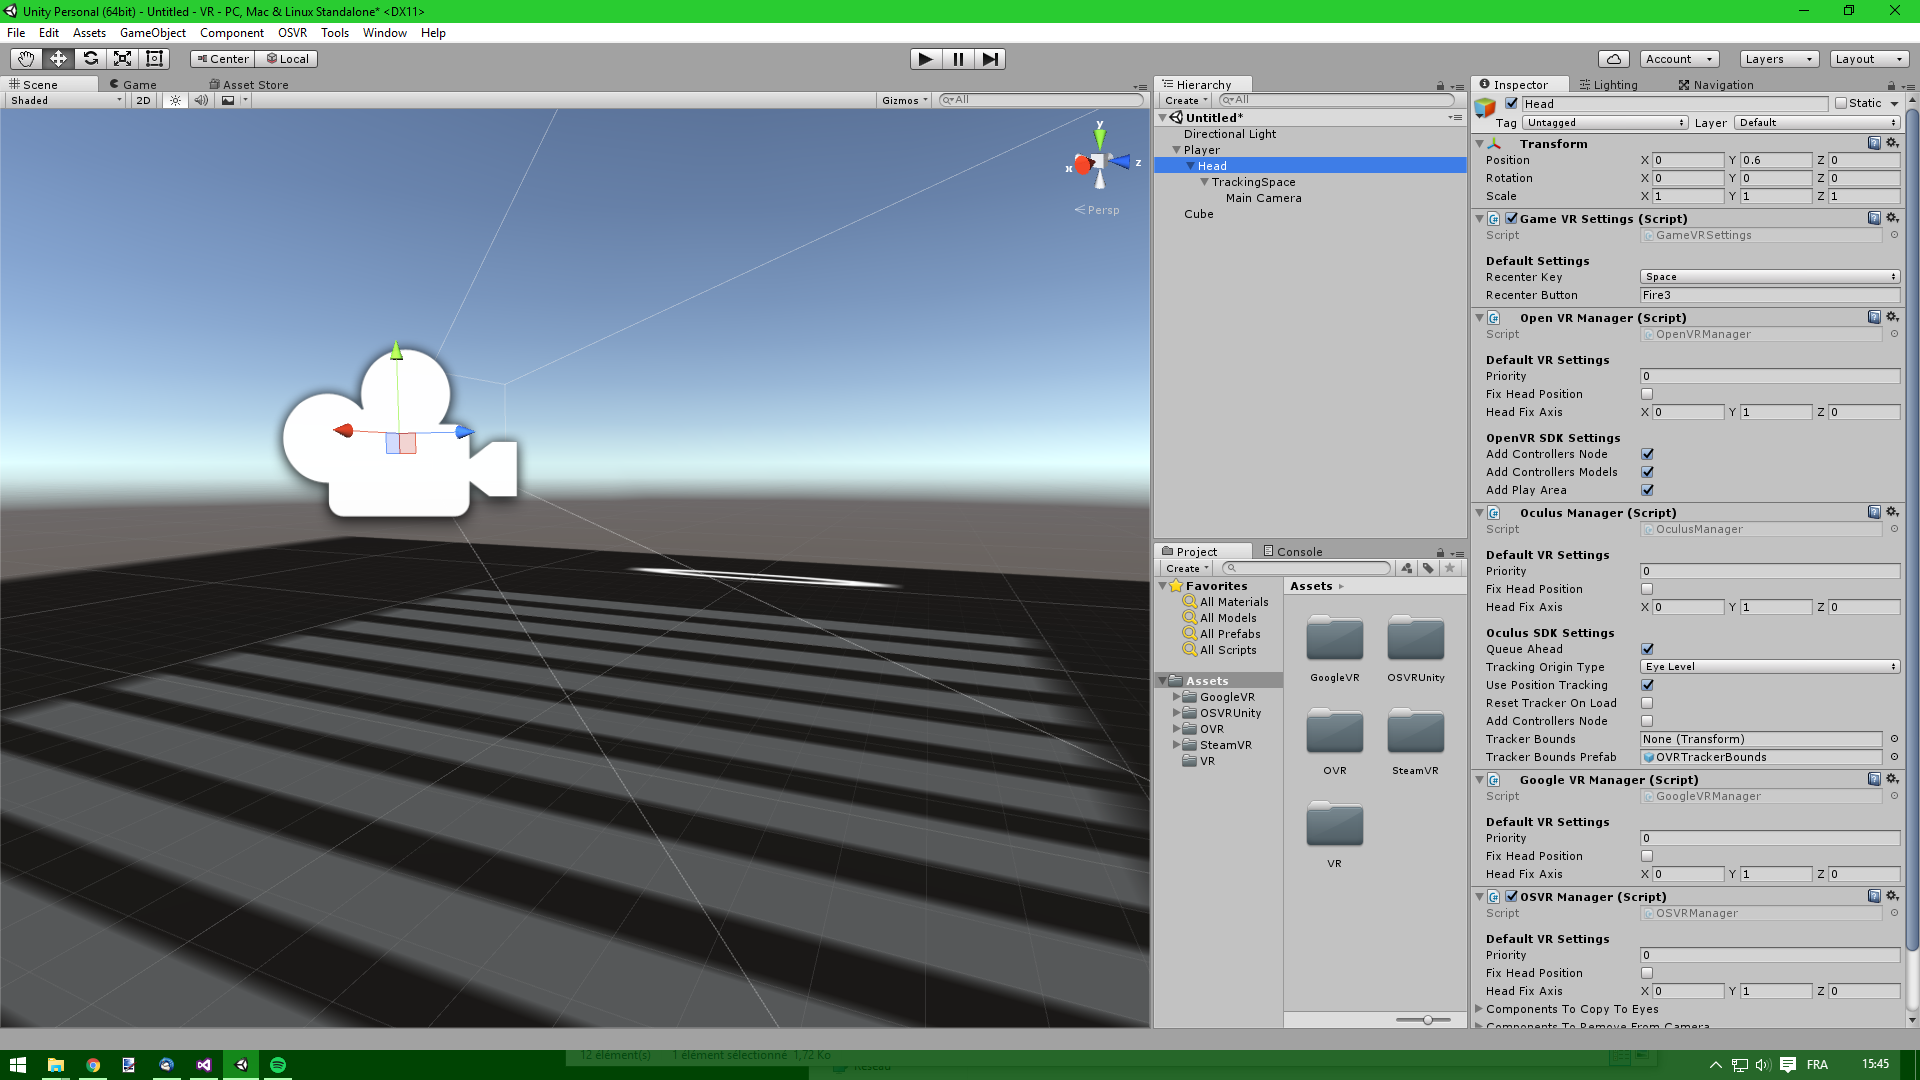 Unity Personal (64bit) - Untitled - VR - PC, Mac & Linux Standalone* <DX11>
File Edit Assets GameObject Component OSVR Tools Window Help
Center Local Account Layers Layout
Scene Game Asset Store
Shaded 2D Gizmos All
y
x z
Persp
Hierarchy
Create All
Untitled*
Directional Light
Player
Head
TrackingSpace
Main Camera
Cube
Project Console
Create
Favorites
All Materials
All Models
All Prefabs
All Scripts
Assets
GoogleVR
OSVRUnity
OVR
SteamVR
VR
Assets
GoogleVR OSVRUnity
OVR SteamVR
VR
Inspector Lighting Navigation
Head Static
Tag Untagged Layer Default
Transform
Position X 0 Y 0.6 Z 0
Rotation X 0 Y 0 Z 0
Scale X 1 Y 1 Z 1
Game VR Settings (Script)
Script GameVRSettings
Default Settings
Recenter Key Space
Recenter Button Fire3
Open VR Manager (Script)
Script OpenVRManager
Default VR Settings
Priority 0
Fix Head Position
Head Fix Axis X 0 Y 1 Z 0
OpenVR SDK Settings
Add Controllers Node
Add Controllers Models
Add Play Area
Oculus Manager (Script)
Script OculusManager
Default VR Settings
Priority 0
Fix Head Position
Head Fix Axis X 0 Y 1 Z 0
Oculus SDK Settings
Queue Ahead
Tracking Origin Type Eye Level
Use Position Tracking
Reset Tracker On Load
Add Controllers Node
Tracker Bounds None (Transform)
Tracker Bounds Prefab OVRTrackerBounds
Google VR Manager (Script)
Script GoogleVRManager
Default VR Settings
Priority 0
Fix Head Position
Head Fix Axis X 0 Y 1 Z 0
OSVR Manager (Script)
Script OSVRManager
Default VR Settings
Priority 0
Fix Head Position
Head Fix Axis X 0 Y 1 Z 0
Components To Copy To Eyes
Components To Remove From Camera
12 élément(s) 1 élément sélectionné 1,72 Ko
Réseau
FRA 15:45